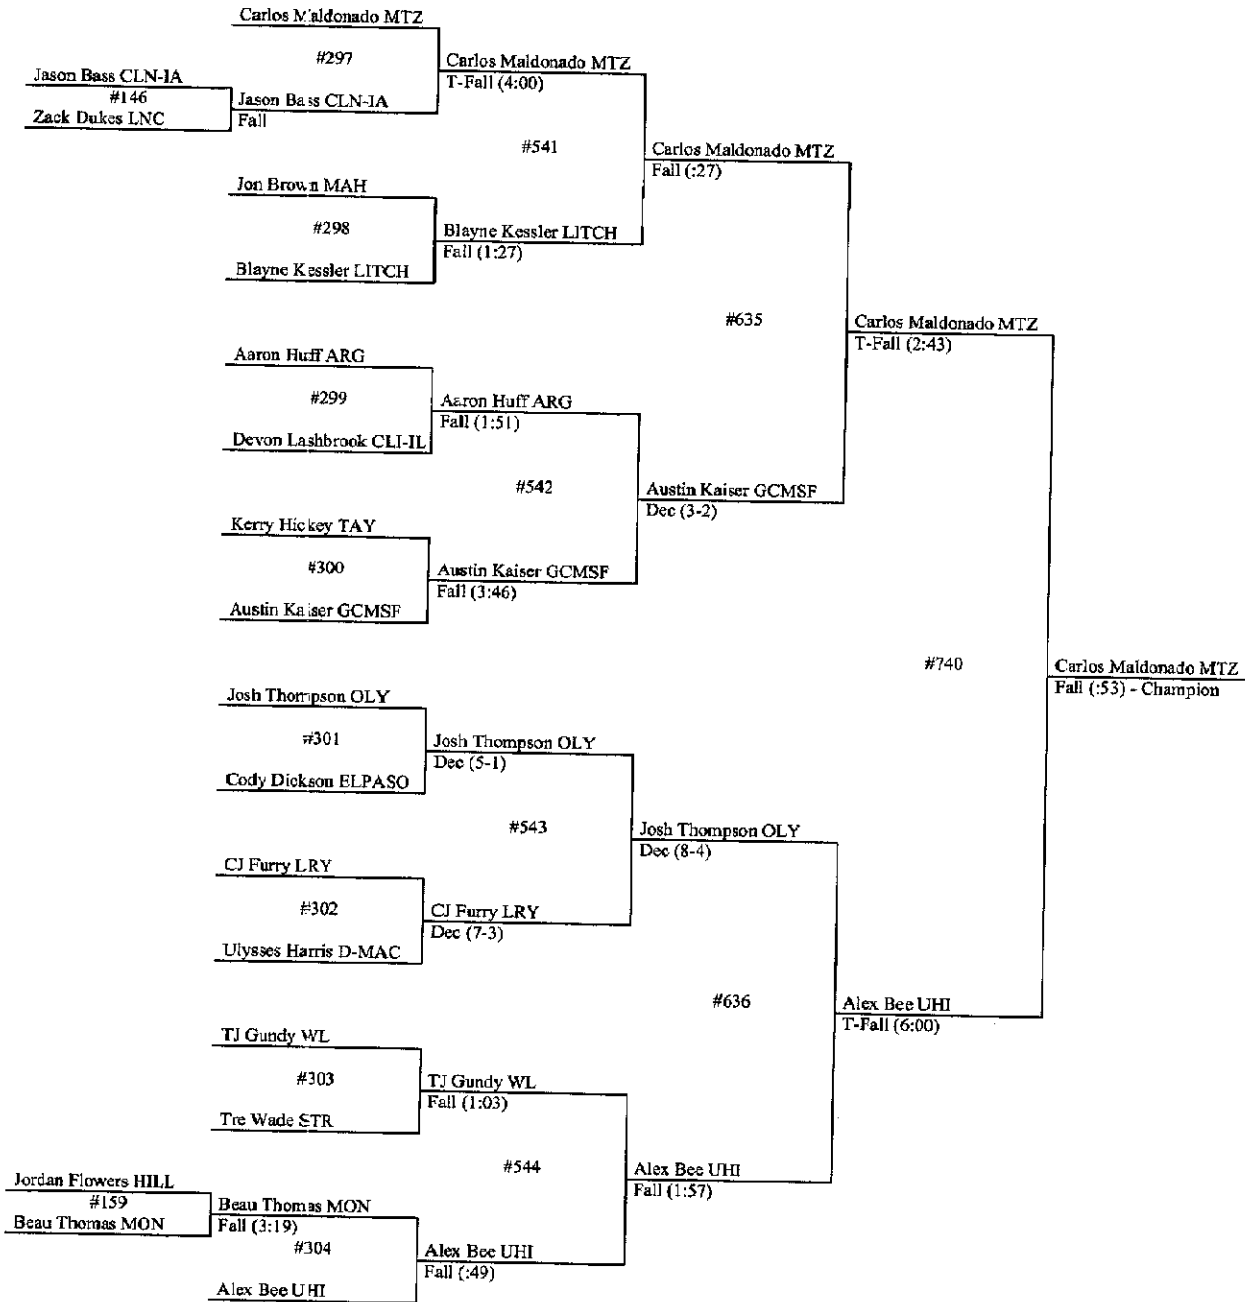 Carlos Maldonado MTZ
#297
Carlos Maldonado MTZ
T-Fall (4:00)
Jason Bass CLN-IA
#146
Jason Bass CLN-IA
Zack Dukes LNC
Fall
#541
Carlos Maldonado MTZ
Fall (:27)
Jon Brown MAH
#298
Blayne Kessler LITCH
Fall (1:27)
Blayne Kessler LITCH
#635
Carlos Maldonado MTZ
T-Fall (2:43)
Aaron Huff ARG
#299
Aaron Huff ARG
Fall (1:51)
Devon Lashbrook CLI-IL
#542
Austin Kaiser GCMSF
Dec (3-2)
Kerry Hickey TAY
#300
Austin Kaiser GCMSF
Fall (3:46)
Austin Kaiser GCMSF
#740
Carlos Maldonado MTZ
Fall (:53) - Champion
Josh Thompson OLY
#301
Josh Thompson OLY
Dec (5-1)
Cody Dickson ELPASO
#543
Josh Thompson OLY
Dec (8-4)
CJ Furry LRY
#302
CJ Furry LRY
Dec (7-3)
Ulysses Harris D-MAC
#636
Alex Bee UHI
T-Fall (6:00)
TJ Gundy WL
#303
TJ Gundy WL
Fall (1:03)
Tre Wade STR
#544
Alex Bee UHI
Fall (1:57)
Jordan Flowers HILL
#159
Beau Thomas MON
Beau Thomas MON
Fall (3:19)
#304
Alex Bee UHI
Fall (:49)
Alex Bee UHI